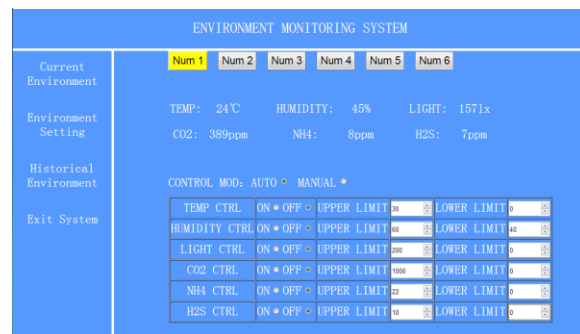 ENVIRONMENT MONITORING SYSTEM
Num 1 Num 2 Num 3 Num 4 Num 5 Num 6
Current
Environment
Environment
Setting
Historical
Environment
Exit System
TEMP: 24℃ HUMIDITY: 45% LIGHT: 157lx
CO2: 389ppm NH4: 8ppm H2S: 7ppm
CONTROL MOD: AUTO MANUAL
TEMP CTRL ON OFF UPPER LIMIT 30 LOWER LIMIT 0
HUMIDITY CTRL ON OFF UPPER LIMIT 60 LOWER LIMIT 40
LIGHT CTRL ON OFF UPPER LIMIT 200 LOWER LIMIT 0
CO2 CTRL ON OFF UPPER LIMIT 1000 LOWER LIMIT 0
NH4 CTRL ON OFF UPPER LIMIT 22 LOWER LIMIT 0
H2S CTRL ON OFF UPPER LIMIT 10 LOWER LIMIT 0